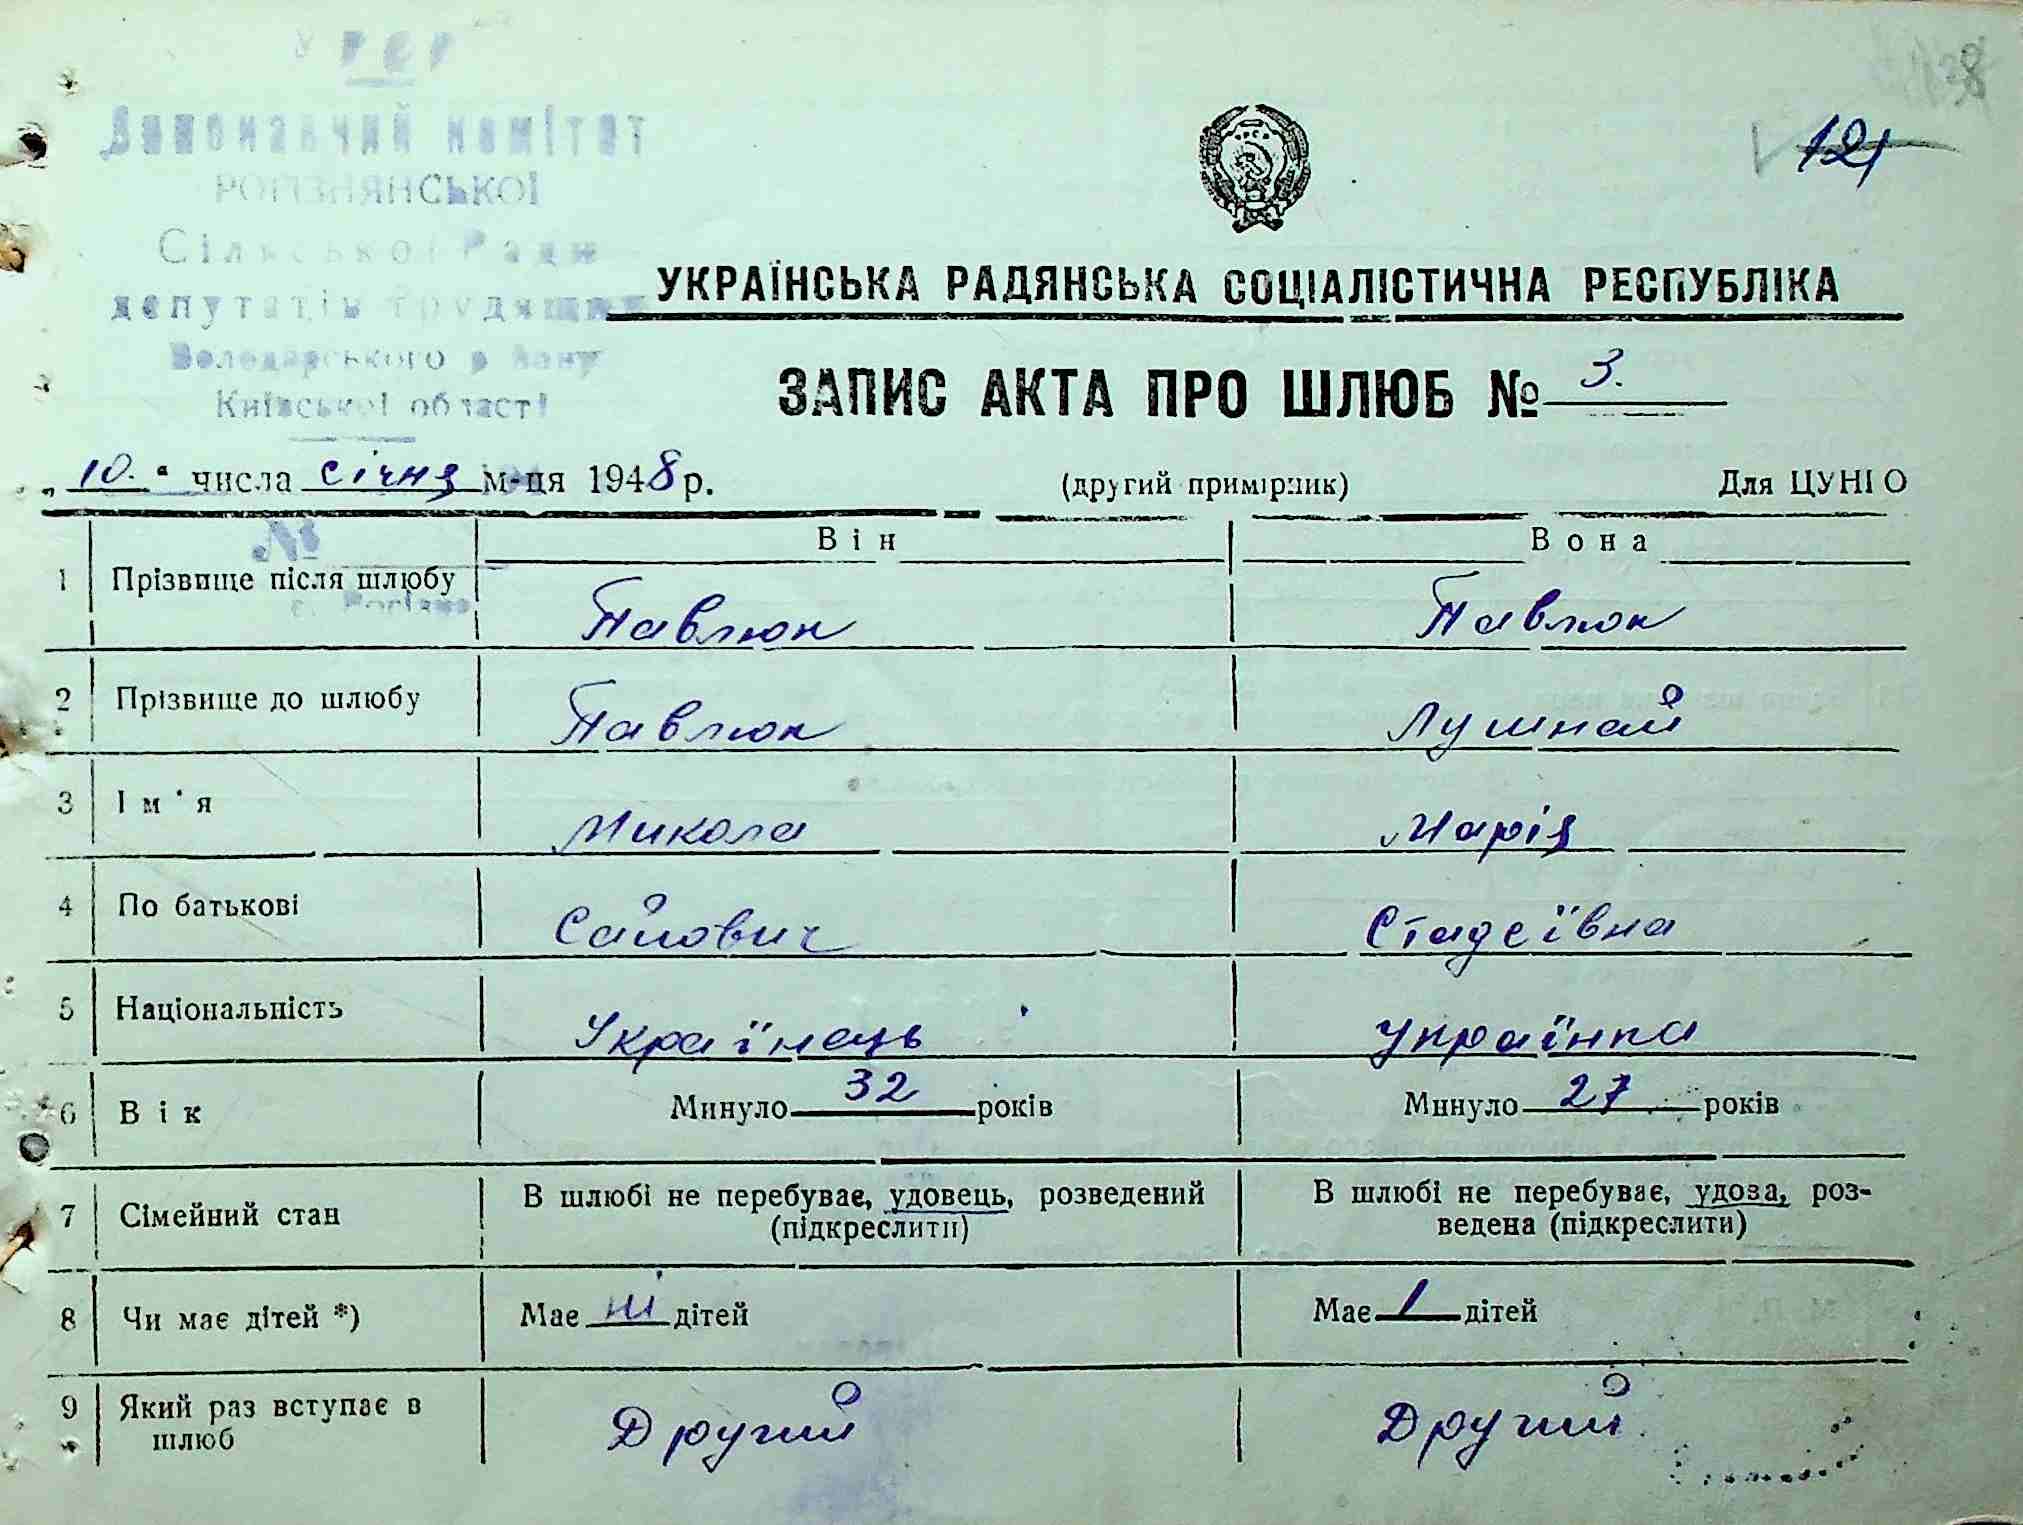 УРСР
Виконавчий комітет
Сільської Ради
депутатів трудящих
Володарського району
Київської області
№
121
УКРАЇНСЬКА РАДЯНСЬКА СОЦІАЛІСТИЧНА РЕСПУБЛІКА
ЗАПИС АКТА ПРО ШЛЮБ № 3.
„10." числа січня м-ця 1948 р. (другий примірник) Для ЦУНГО
Він Вона
1 Прізвище після шлюбу Павлюк Павлюк
2 Прізвище до шлюбу Павлюк Лушнай
3 Ім'я Микола Марія
4 По батькові Сайович Стадеївна
5 Національність Українець Українка
6 Вік Минуло 32 років Минуло 27 років
7 Сімейний стан В шлюбі не перебуває, удовець, розведений (підкреслити) В шлюбі не перебуває, удова, роз-
ведена (підкреслити)
8 Чи має дітей *) Має ні дітей Має 1 дітей
9 Який раз вступає в шлюб Другий Другий